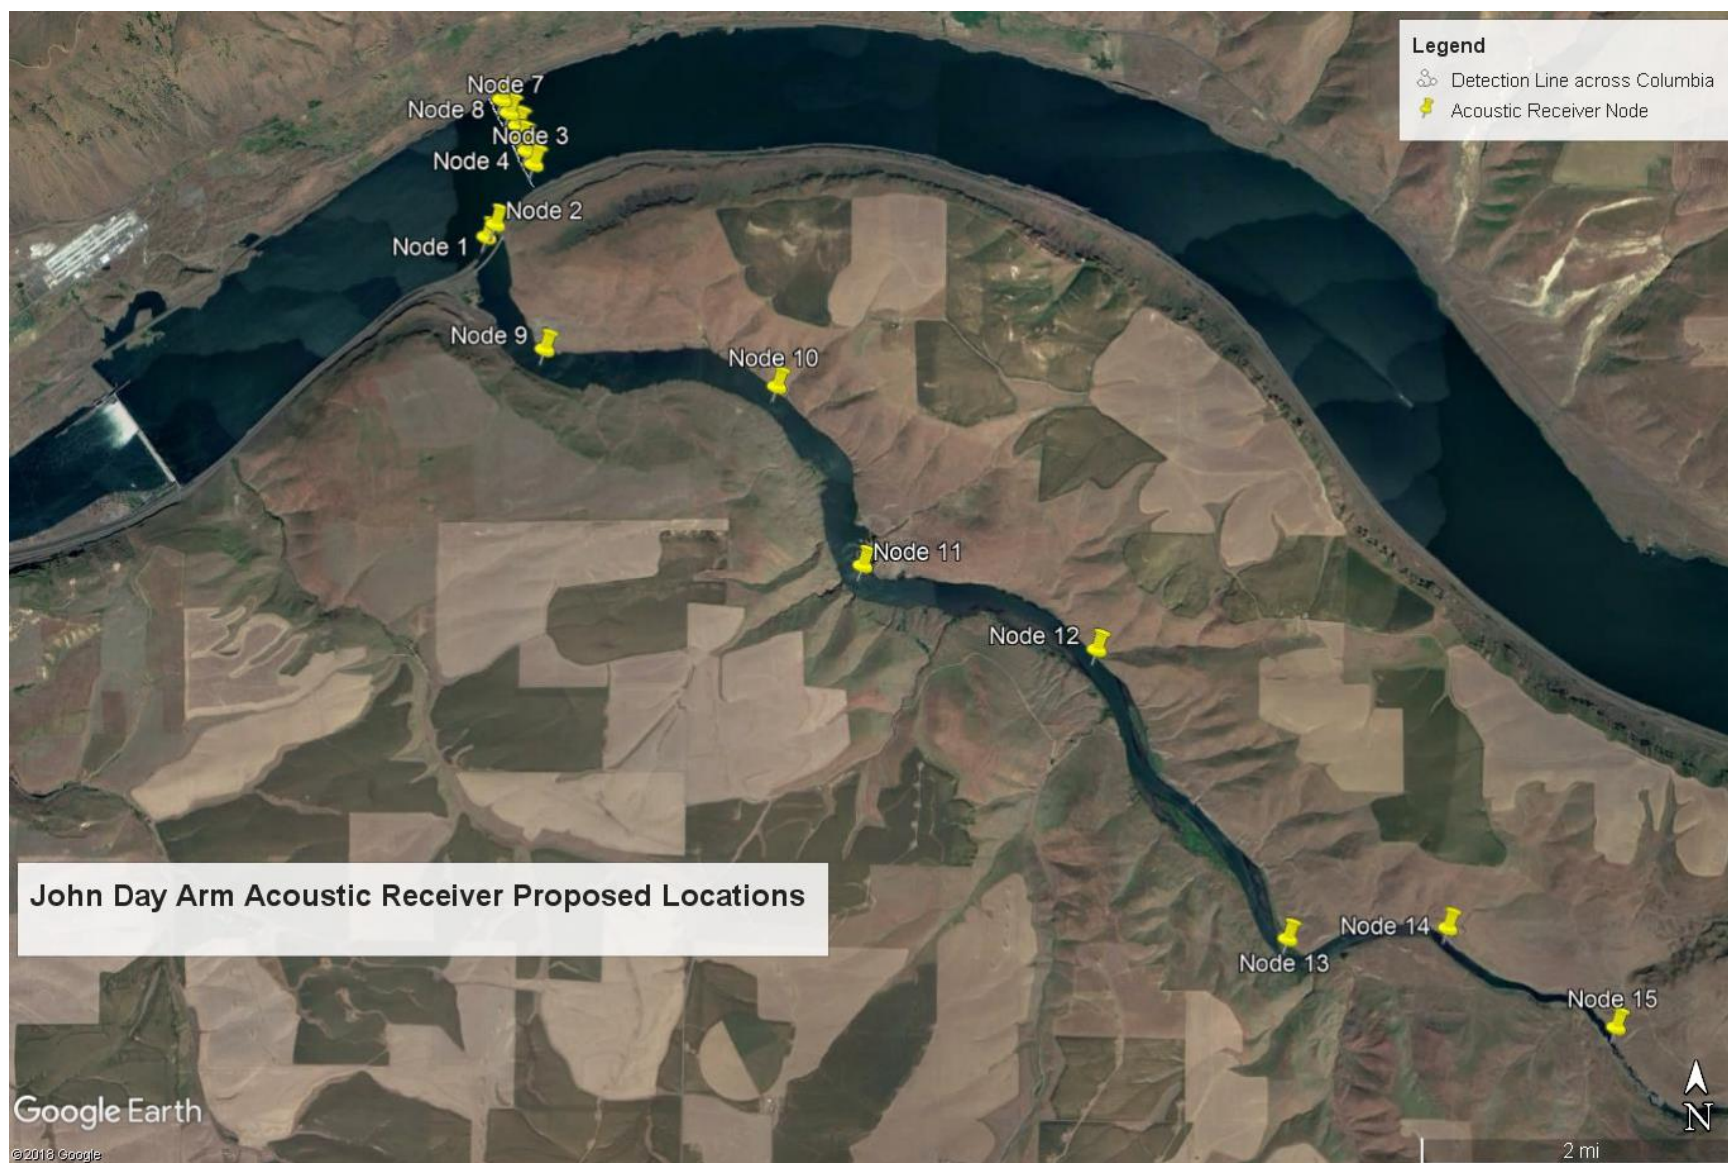 Legend
Detection Line across Columbia
Acoustic Receiver Node
Node 7
Node 8
Node 3
Node 4
Node 2
Node 1
Node 9
Node 10
Node 11
Node 12
Node 14
Node 13
Node 15
John Day Arm Acoustic Receiver Proposed Locations
Google Earth
N
©2018 Google
2 mi